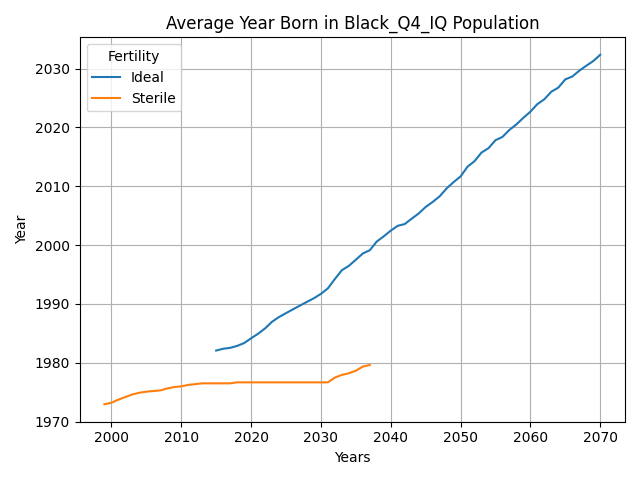 Average Year Born in Black_Q4_IQ Population
Fertility
Ideal
Sterile
Year
2030
2020
2010
2000
1990
1980
1970
2000 2010 2020 2030 2040 2050 2060 2070
Years